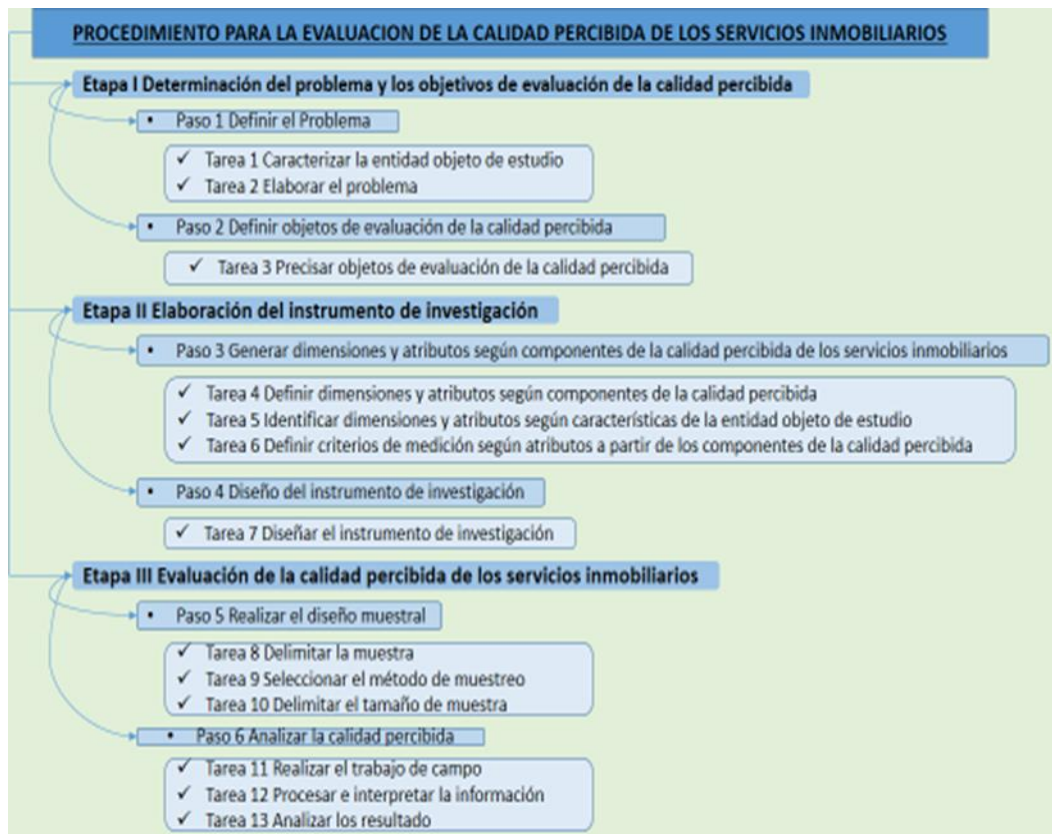 PROCEDIMIENTO PARA LA EVALUACION DE LA CALIDAD PERCIBIDA DE LOS SERVICIOS INMOBILIARIOS
Etapa I Determinación del problema y los objetivos de evaluación de la calidad percibida
• Paso 1 Definir el Problema
✓ Tarea 1 Caracterizar la entidad objeto de estudio
✓ Tarea 2 Elaborar el problema
• Paso 2 Definir objetos de evaluación de la calidad percibida
✓ Tarea 3 Precisar objetos de evaluación de la calidad percibida
Etapa II Elaboración del instrumento de investigación
• Paso 3 Generar dimensiones y atributos según componentes de la calidad percibida de los servicios inmobiliarios
✓ Tarea 4 Definir dimensiones y atributos según componentes de la calidad percibida
✓ Tarea 5 Identificar dimensiones y atributos según características de la entidad objeto de estudio
✓ Tarea 6 Definir criterios de medición según atributos a partir de los componentes de la calidad percibida
• Paso 4 Diseño del instrumento de investigación
✓ Tarea 7 Diseñar el instrumento de investigación
Etapa III Evaluación de la calidad percibida de los servicios inmobiliarios
• Paso 5 Realizar el diseño muestral
✓ Tarea 8 Delimitar la muestra
✓ Tarea 9 Seleccionar el método de muestreo
✓ Tarea 10 Delimitar el tamaño de muestra
• Paso 6 Analizar la calidad percibida
✓ Tarea 11 Realizar el trabajo de campo
✓ Tarea 12 Procesar e interpretar la información
✓ Tarea 13 Analizar los resultado